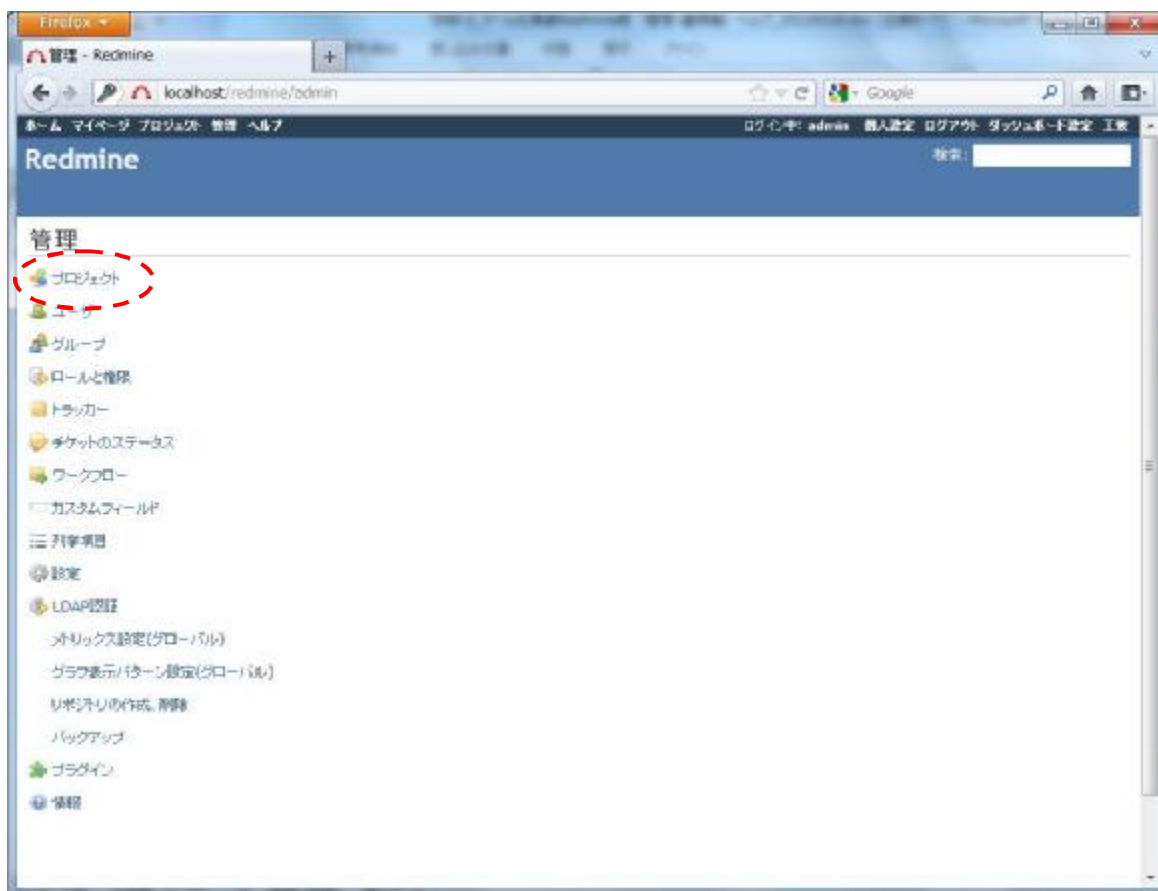 Firefox
管理 - Redmine
localhost/redmine/admin
Google
ホーム マイページ プロジェクト 管理 ヘルプ
ログイン中: admin 個人設定 ログアウト ダッシュボード設定 工数
Redmine
検索:
管理
プロジェクト
ユーザー
グループ
ロールと権限
トラッカー
チケットのステータス
ワークフロー
カスタムフィールド
列挙項目
設定
LDAP認証
メトリックス設定(グローバル)
グラフ表示パターン設定(グローバル)
リポジトリの作成、削除
バックアップ
プラグイン
情報